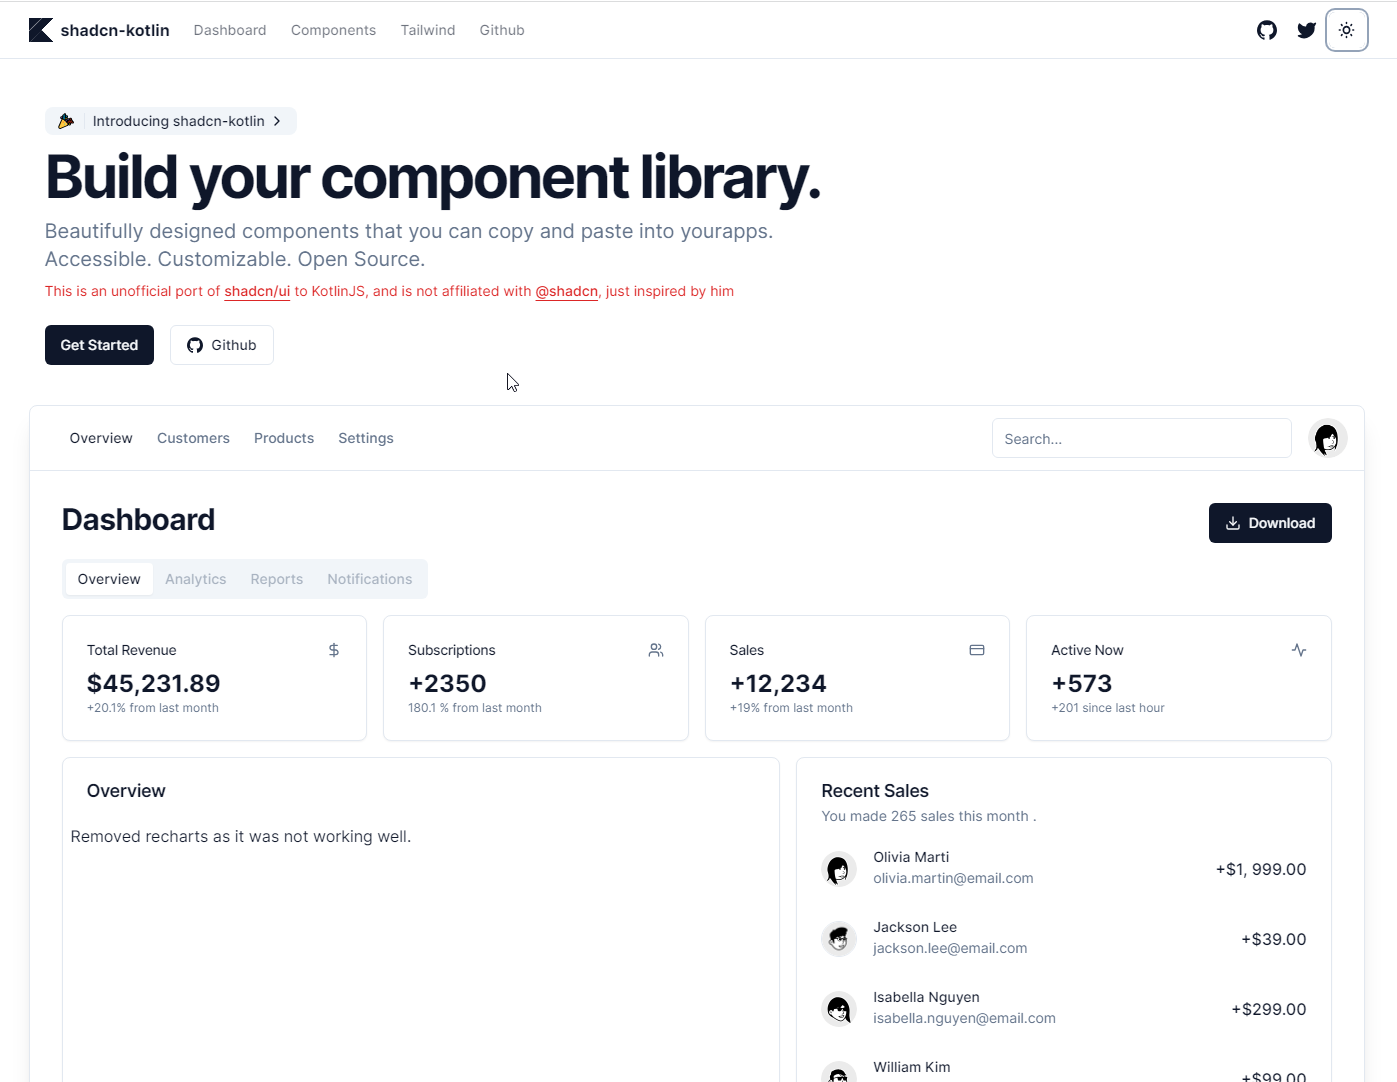 shadcn-kotlin Dashboard Components Tailwind Github
Introducing shadcn-kotlin
Build your component library.
Beautifully designed components that you can copy and paste into yourapps.
Accessible. Customizable. Open Source.
This is an unofficial port of shadcn/ui to KotlinJS, and is not affiliated with @shadcn, just inspired by him
Get Started Github
Overview Customers Products Settings Search...
Dashboard
Download
Overview Analytics Reports Notifications
Total Revenue
$45,231.89
+20.1% from last month
Subscriptions
+2350
180.1 % from last month
Sales
+12,234
+19% from last month
Active Now
+573
+201 since last hour
Overview
Removed recharts as it was not working well.
Recent Sales
You made 265 sales this month .
Olivia Marti
olivia.martin@email.com
+$1, 999.00
Jackson Lee
jackson.lee@email.com
+$39.00
Isabella Nguyen
isabella.nguyen@email.com
+$299.00
William Kim
+$99.00